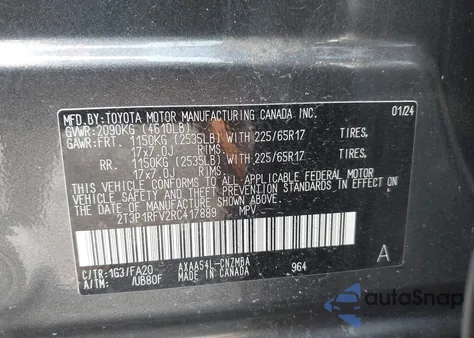 MFD.BY:TOYOTA MOTOR MANUFACTURING CANADA INC. 01/24
GVWR:2090KG (4610LB)
GAWR:FRT. 1150KG (2535LB) WITH 225/65R17 TIRES,
17x7.0J RIMS,
RR. 1150KG (2535LB) WITH 225/65R17 TIRES,
17x7.0J RIMS,
THIS VEHICLE CONFORMS TO ALL APPLICABLE FEDERAL MOTOR
VEHICLE SAFETY AND THEFT PREVENTION STANDARDS IN EFFECT
ON THE DATE OF MANUFACTURE SHOWN ABOVE.
2T3P1RFV2RC417889 MPV
C/TR:1G3/FA20 AXAA54L-CNZMBA
A/TM: /UB80F MADE IN CANADA 964 A
autoSnap